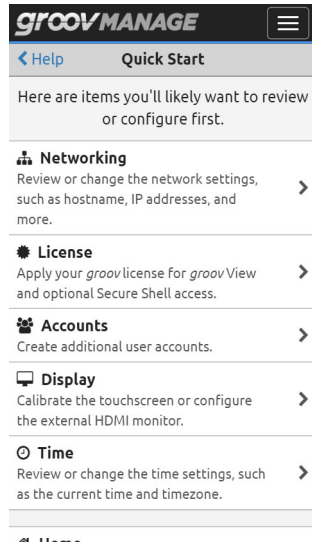 groov MANAGE
Help Quick Start
Here are items you'll likely want to review
or configure first.
Networking
Review or change the network settings,
such as hostname, IP addresses, and
more.
License
Apply your groov license for groov View
and optional Secure Shell access.
Accounts
Create additional user accounts.
Display
Calibrate the touchscreen or configure
the external HDMI monitor.
Time
Review or change the time settings, such
as the current time and timezone.
Home